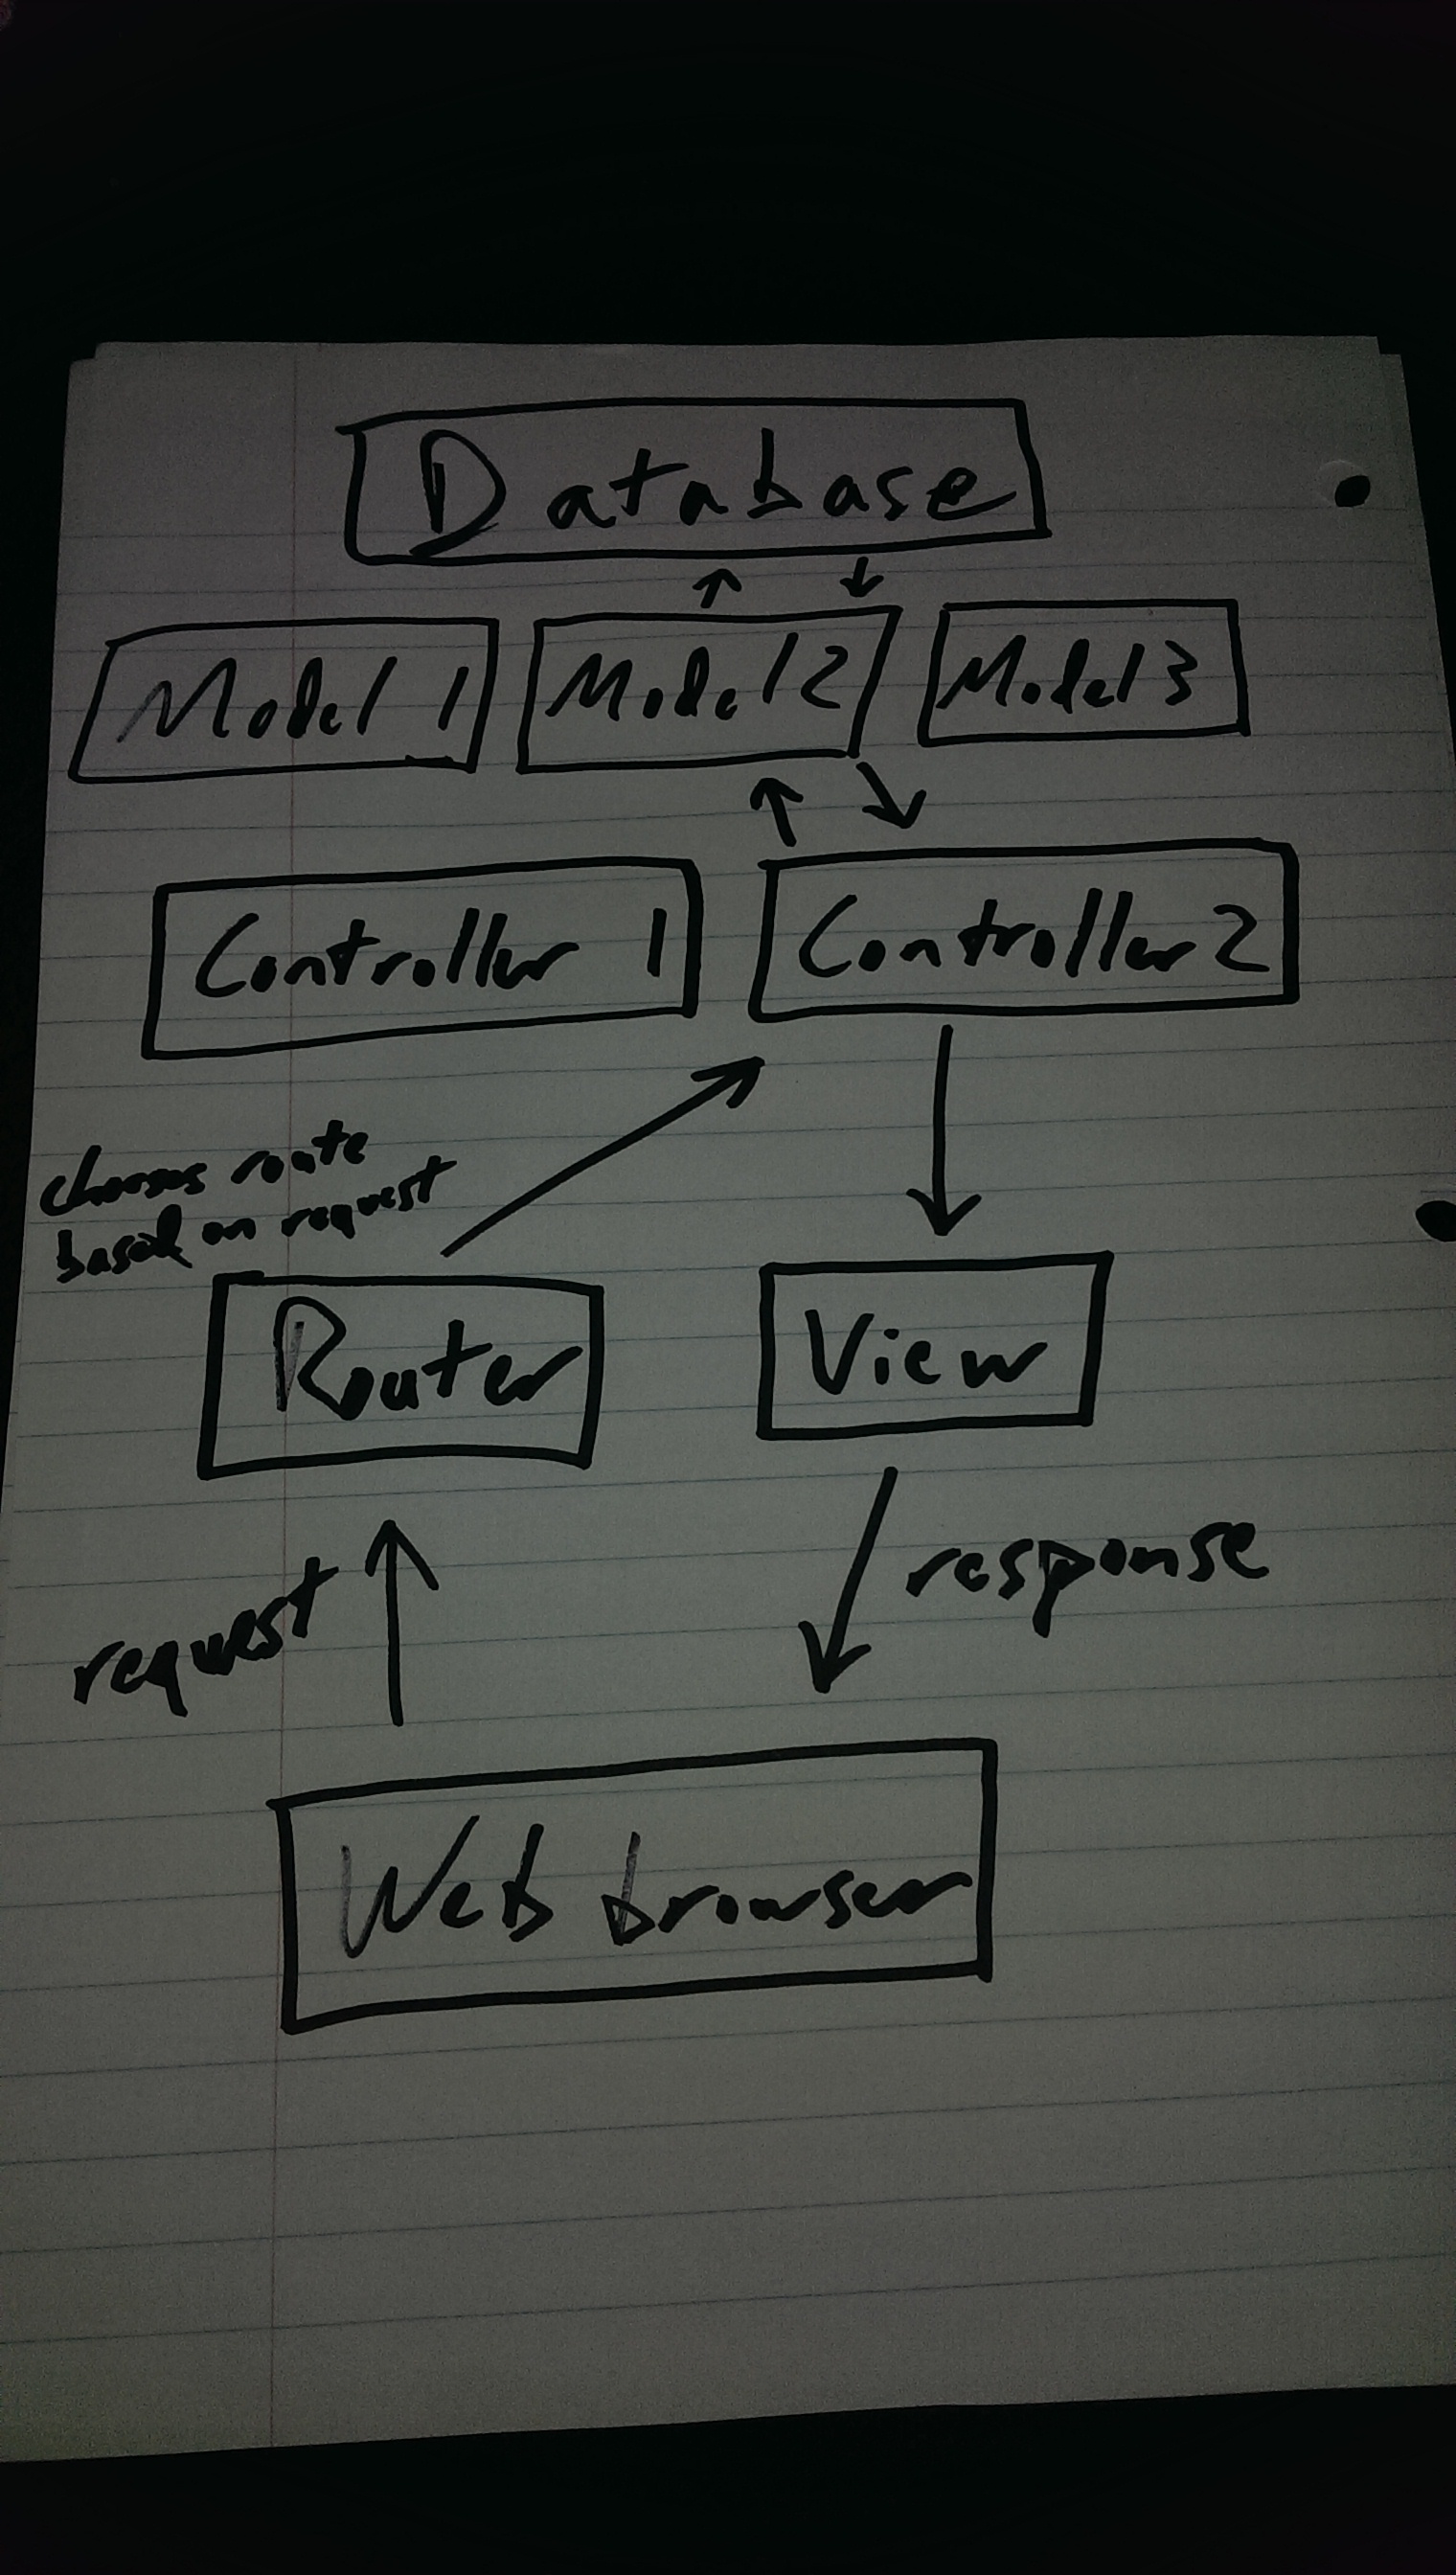 Database
Model 1
Model 2
Model 3
Controller 1
Controller 2
chooses route
based on request
Router
View
request
response
Web browser